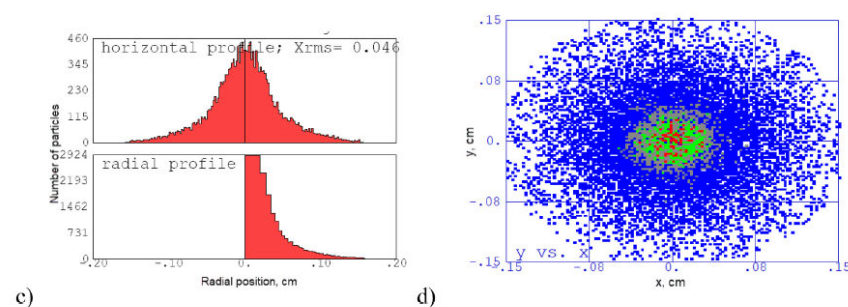 460
horizontal profile; Xrms= 0.046
345
230
115
0
Number of particles
2924
radial profile
2193
1462
731
0
-.20 -.10 0. .10 .20
Radial position, cm
c)
.15
.08
y, cm
0.
-.08
-.15
y vs. x
-.15 -.08 0. .08 .15
x, cm
d)